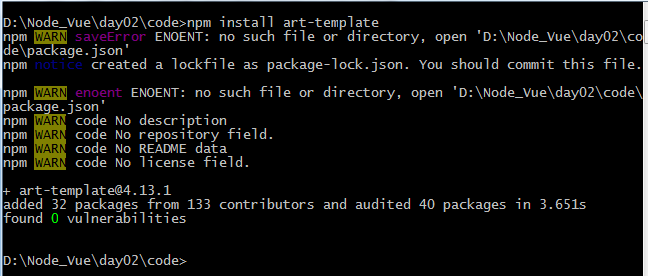 D:\Node_Vue\day02\code>npm install art-template
npm WARN saveError ENOENT: no such file or directory, open 'D:\Node_Vue\day02\co
de\package.json'
npm notice created a lockfile as package-lock.json. You should commit this file.
npm WARN enoent ENOENT: no such file or directory, open 'D:\Node_Vue\day02\code\
package.json'
npm WARN code No description
npm WARN code No repository field.
npm WARN code No README data
npm WARN code No license field.
+ art-template@4.13.1
added 32 packages from 133 contributors and audited 40 packages in 3.651s
found 0 vulnerabilities
D:\Node_Vue\day02\code>